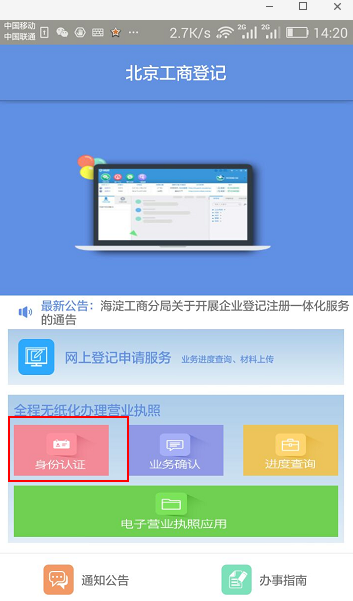 中国移动
中国联通
2.7K/s
2G
2G
14:20
北京工商登记
最新公告：海淀工商分局关于开展企业登记注册一体化服务
的通告
网上登记申请服务 业务进度查询、材料上传
全程无纸化办理营业执照
身份认证 业务确认 进度查询
电子营业执照应用
通知公告 办事指南